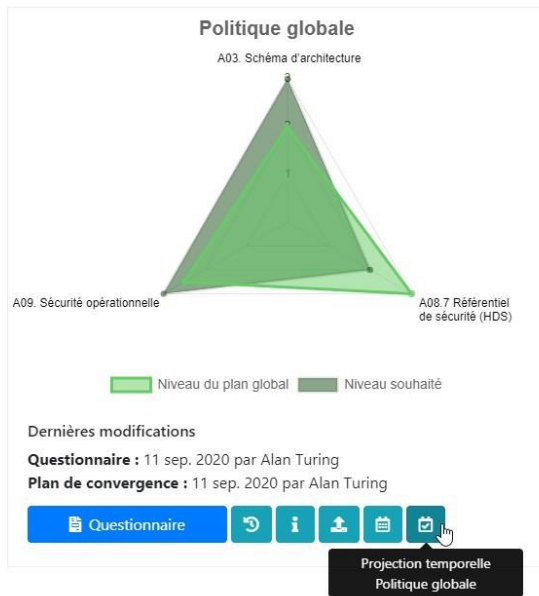 Politique globale
A03. Schéma d'architecture
3
2
1
A09. Sécurité opérationnelle
A08.7 Référentiel
de sécurité (HDS)
Niveau du plan global
Niveau souhaité
Dernières modifications
Questionnaire : 11 sep. 2020 par Alan Turing
Plan de convergence : 11 sep. 2020 par Alan Turing
Questionnaire
Projection temporelle
Politique globale